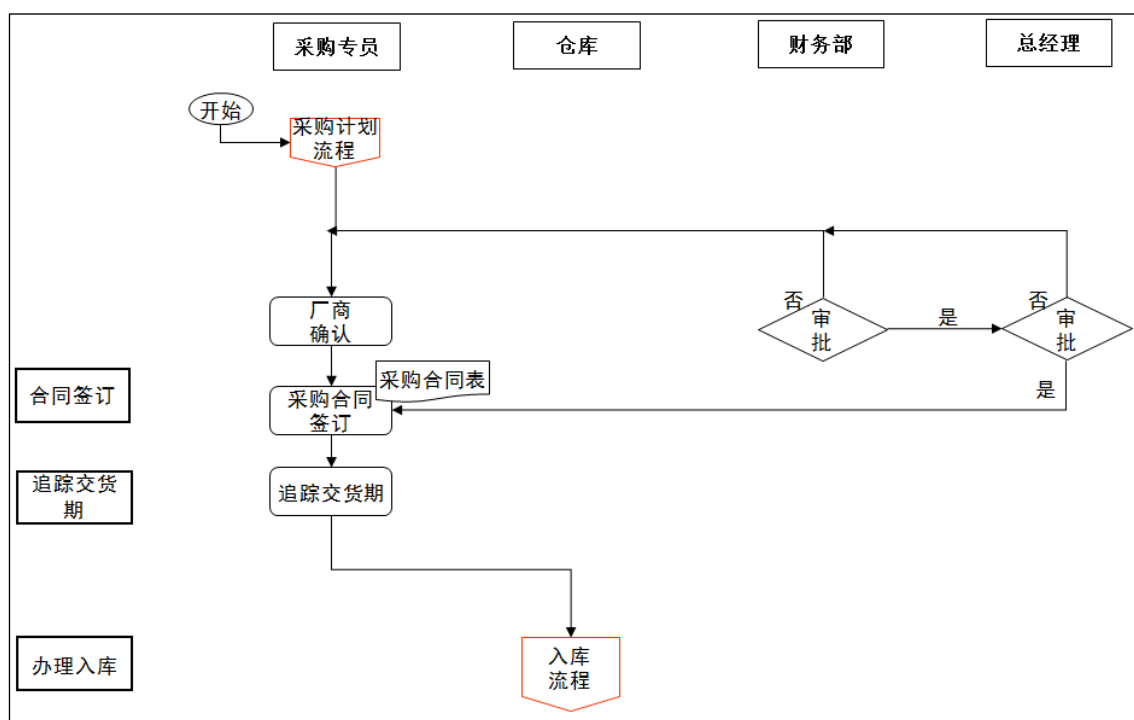 采购专员
仓库
财务部
总经理
开始
采购计划
流程
厂商
确认
否
审
批
是
否
审
批
采购合同表
是
合同签订
采购合同
签订
追踪交货
期
追踪交货期
办理入库
入库
流程